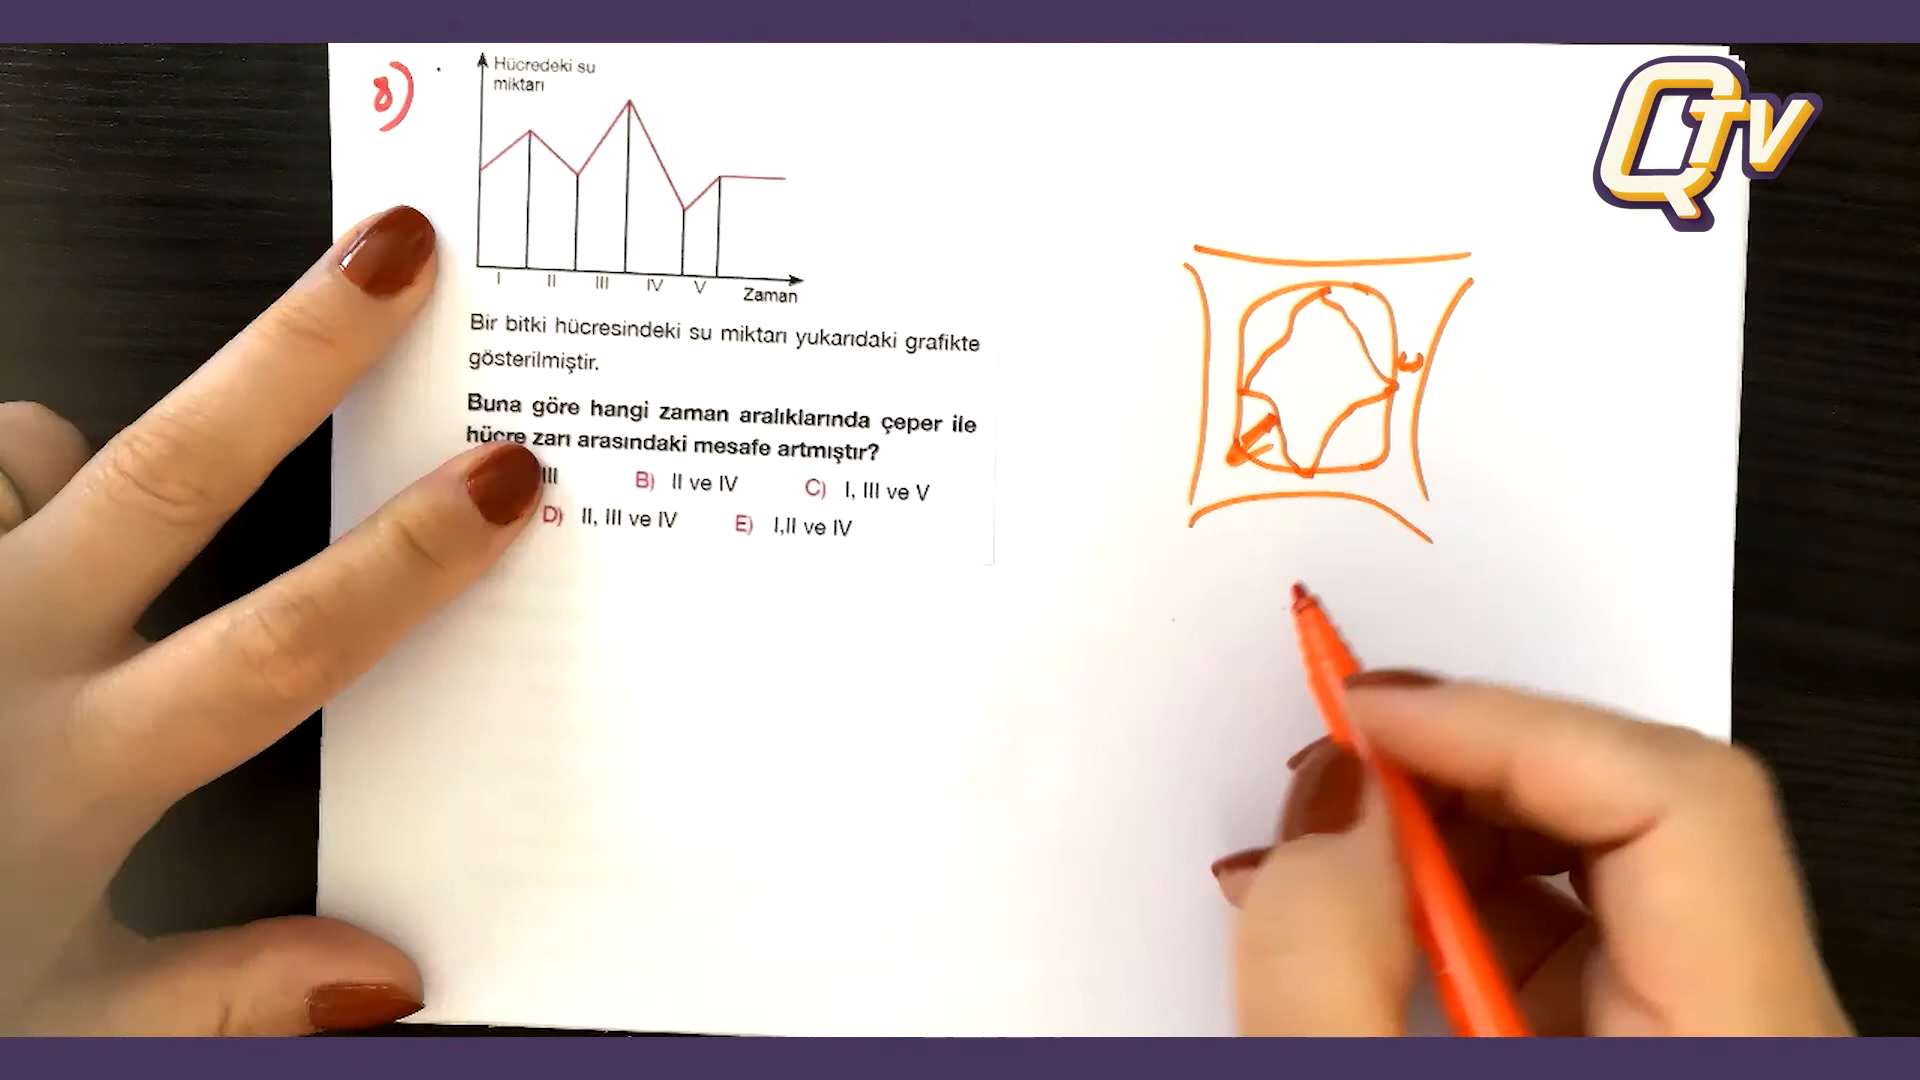 QTV
8)
Hücredeki su
miktarı
I II III IV V
Zaman
Bir bitki hücresindeki su miktarı yukarıdaki grafikte
gösterilmiştir.
Buna göre hangi zaman aralıklarında çeper ile
hücre zarı arasındaki mesafe artmıştır?
III B) II ve IV C) I, III ve V
D) II, III ve IV E) I,II ve IV